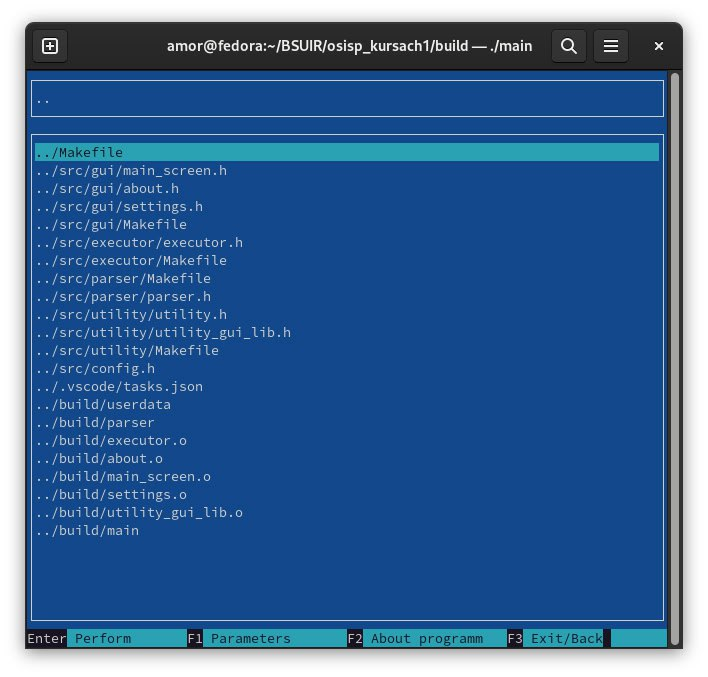 amor@fedora:~/BSUIR/osisp_kursach1/build — ./main
..
../Makefile
../src/gui/main_screen.h
../src/gui/about.h
../src/gui/settings.h
../src/gui/Makefile
../src/executor/executor.h
../src/executor/Makefile
../src/parser/Makefile
../src/parser/parser.h
../src/utility/utility.h
../src/utility/utility_gui_lib.h
../src/utility/Makefile
../src/config.h
../.vscode/tasks.json
../build/userdata
../build/parser
../build/executor.o
../build/about.o
../build/main_screen.o
../build/settings.o
../build/utility_gui_lib.o
../build/main
Enter Perform F1 Parameters F2 About programm F3 Exit/Back